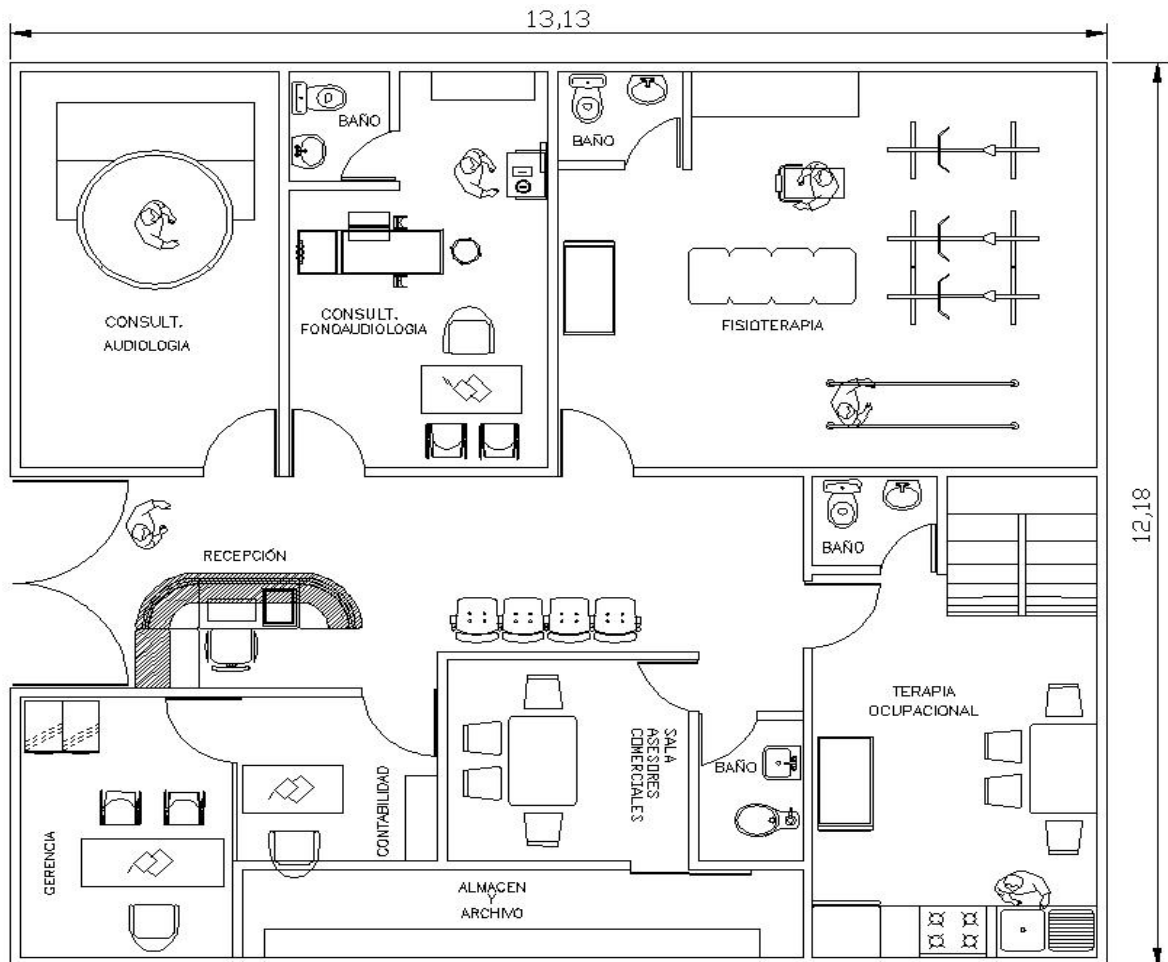 13,13
BAÑO
BAÑO
CONSULT.
AUDIOLOGIA
CONSULT.
FONOAUDIOLOGIA
FISIOTERAPIA
12,18
RECEPCIÓN
BAÑO
TERAPIA
OCUPACIONAL
SALA
ASESORES
COMERCIALES
BAÑO
CONTABILIDAD
GERENCIA
ALMACEN
Y
ARCHIVO